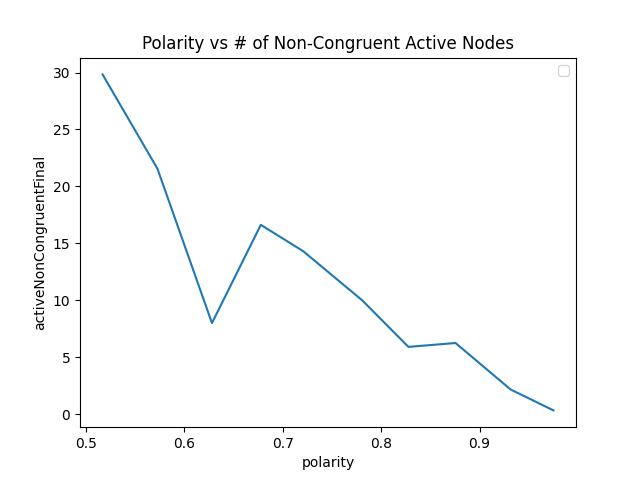 Polarity vs # of Non-Congruent Active Nodes
30
25
20
15
10
5
0
activeNonCongruentFinal
0.5 0.6 0.7 0.8 0.9
polarity